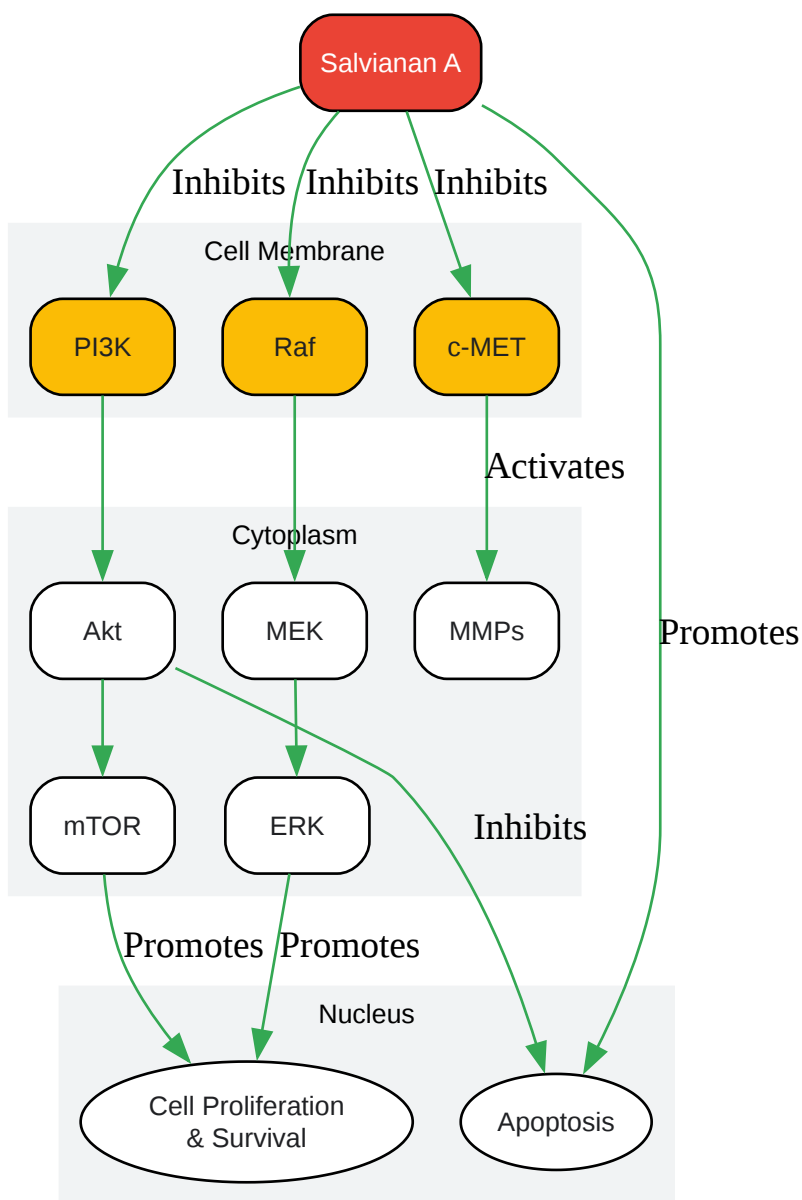 Salvianan A
Inhibits
Inhibits
Inhibits
Cell Membrane
PI3K
Raf
c-MET
Activates
Cytoplasm
Akt
MEK
MMPs
Promotes
mTOR
ERK
Inhibits
Promotes
Promotes
Nucleus
Cell Proliferation
& Survival
Apoptosis